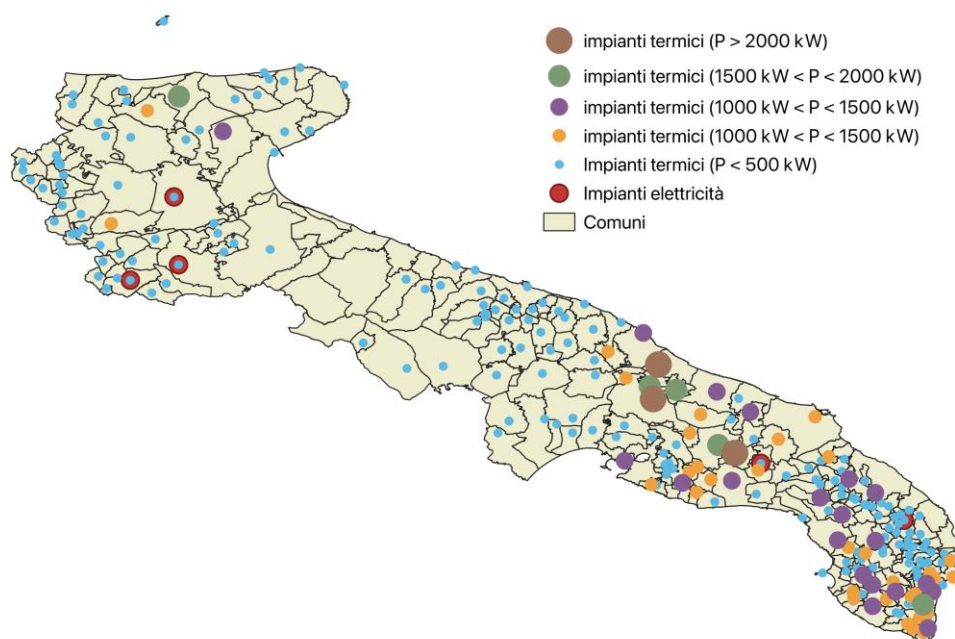 impianti termici (P > 2000 kW)
impianti termici (1500 kW < P < 2000 kW)
impianti termici (1000 kW < P < 1500 kW)
impianti termici (1000 kW < P < 1500 kW)
Impianti termici (P < 500 kW)
Impianti elettricità
Comuni